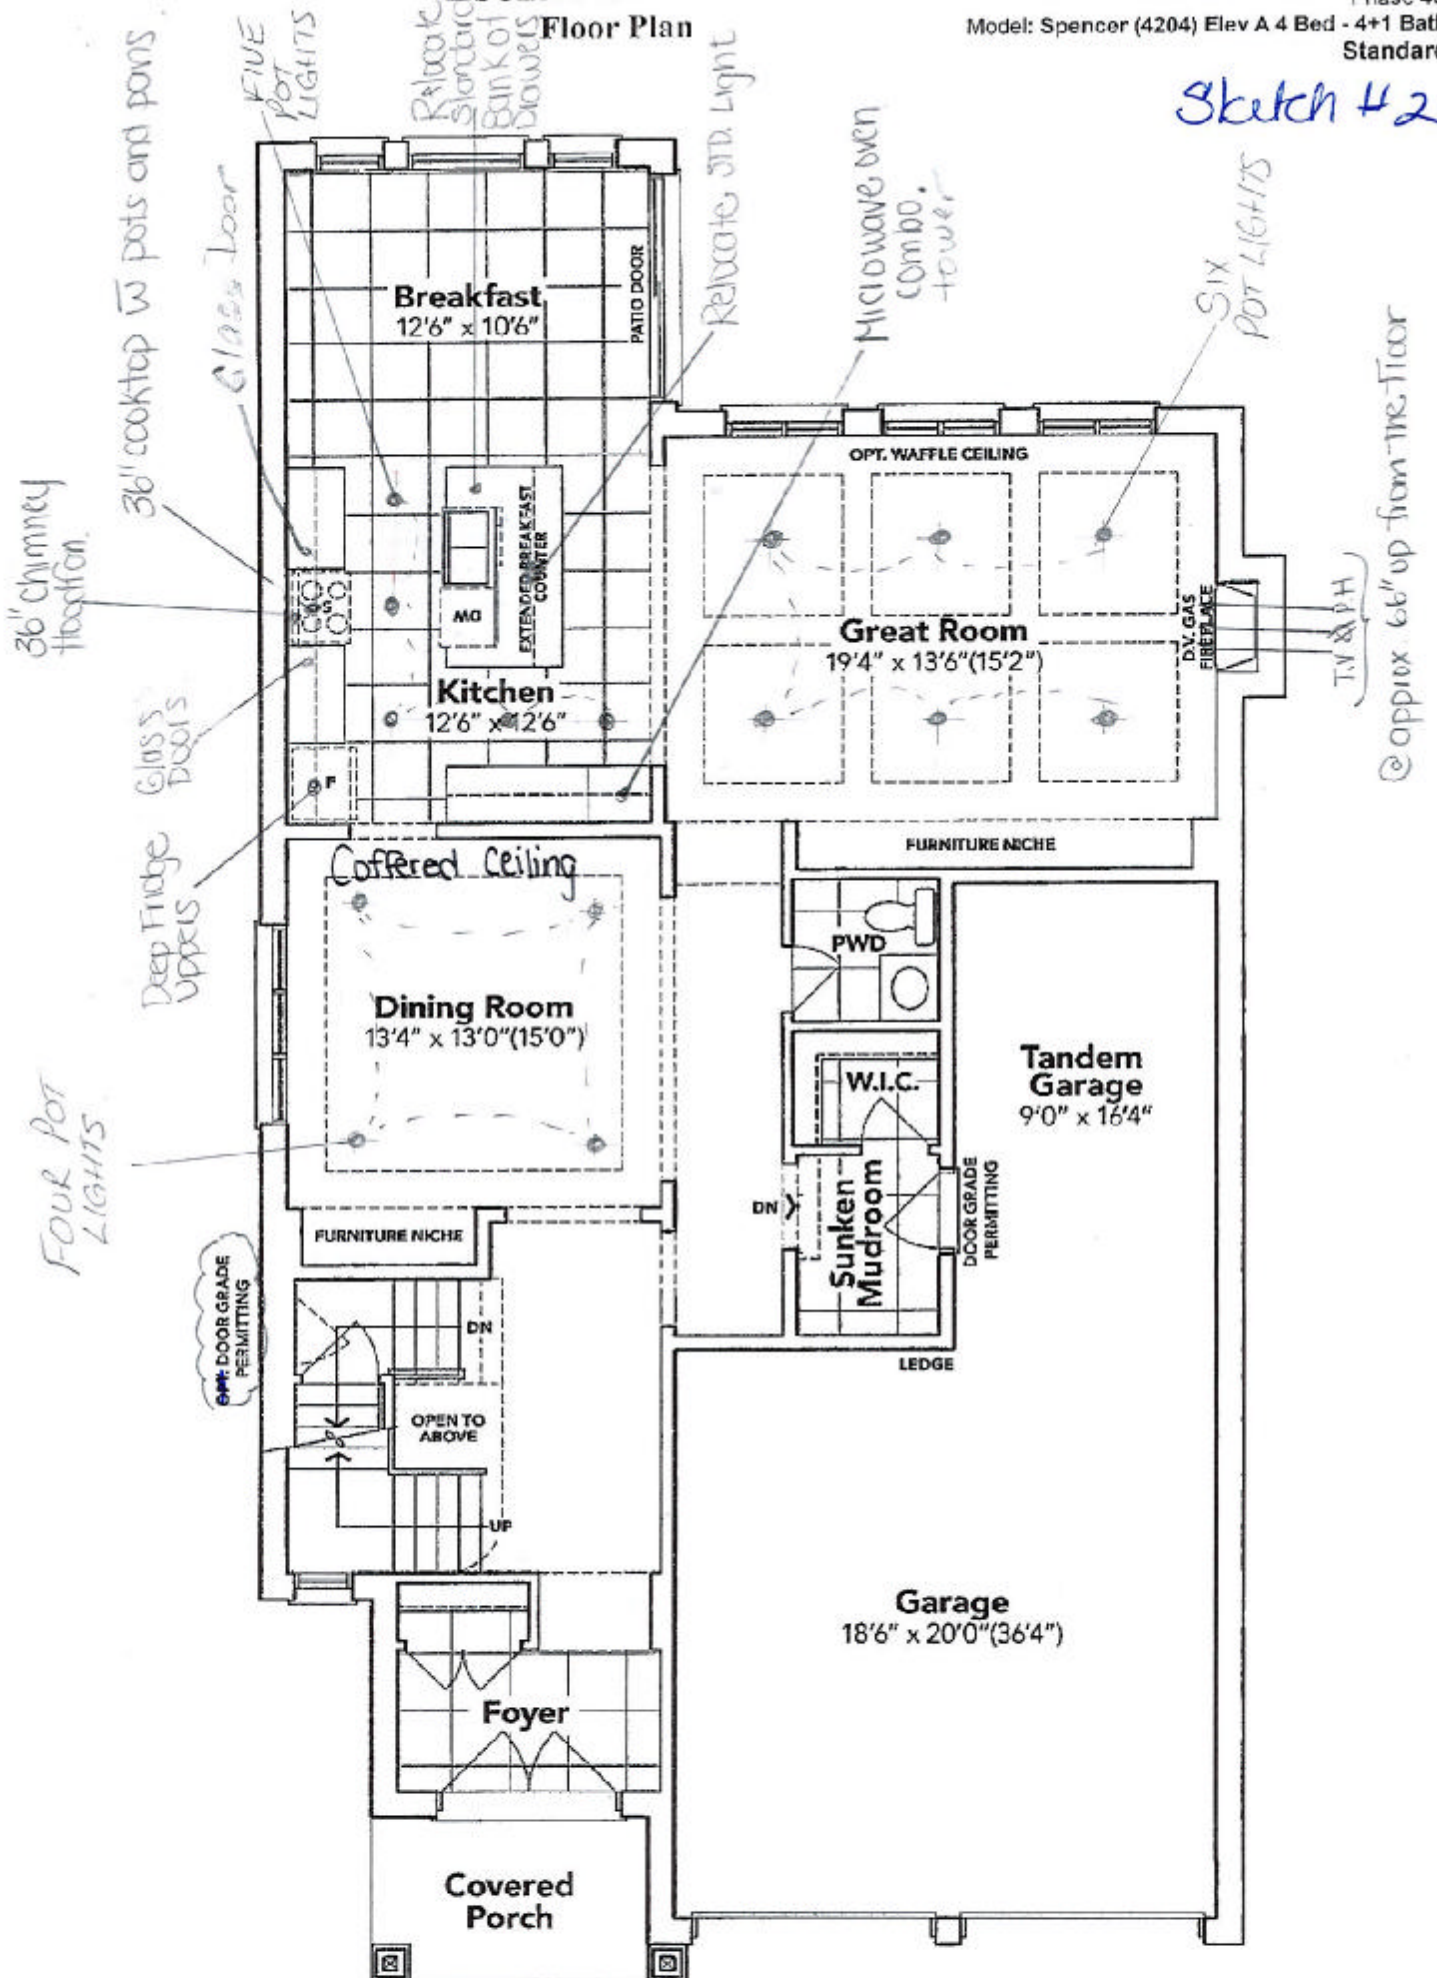 Floor Plan
Model: Spencer (4204) Elev A 4 Bed - 4+1 Bath
Standard
Sketch #2
36" cooktop w pots and pans
FIVE
POT
LIGHTS
Relocate
Standard
Bank of
Drawers
Glass Door
Relocate STD. Light
Microwave oven
combo.
tower
SIX
POT LIGHTS
36" chimney
Hoodfan.
Breakfast
12'6" x 10'6"
PATIO DOOR
OPT. WAFFLE CEILING
EXTENDED BREAKFAST
COUNTER
DW
S
Great Room
19'4" x 13'6"(15'2")
D.V. GAS
FIREPLACE
T.V & P.H
@ approx 66" up from the Floor
Kitchen
12'6" x 12'6"
Glass
Doors
F
Deep Fridge
Uppers
FURNITURE NICHE
Coffered Ceiling
PWD
Dining Room
13'4" x 13'0"(15'0")
Tandem
Garage
9'0" x 16'4"
W.I.C.
FOUR POT
LIGHTS
DN
Sunken
Mudroom
DOOR GRADE
PERMITTING
FURNITURE NICHE
OPT. DOOR GRADE
PERMITTING
DN
LEDGE
OPEN TO
ABOVE
UP
Garage
18'6" x 20'0"(36'4")
Foyer
Covered
Porch